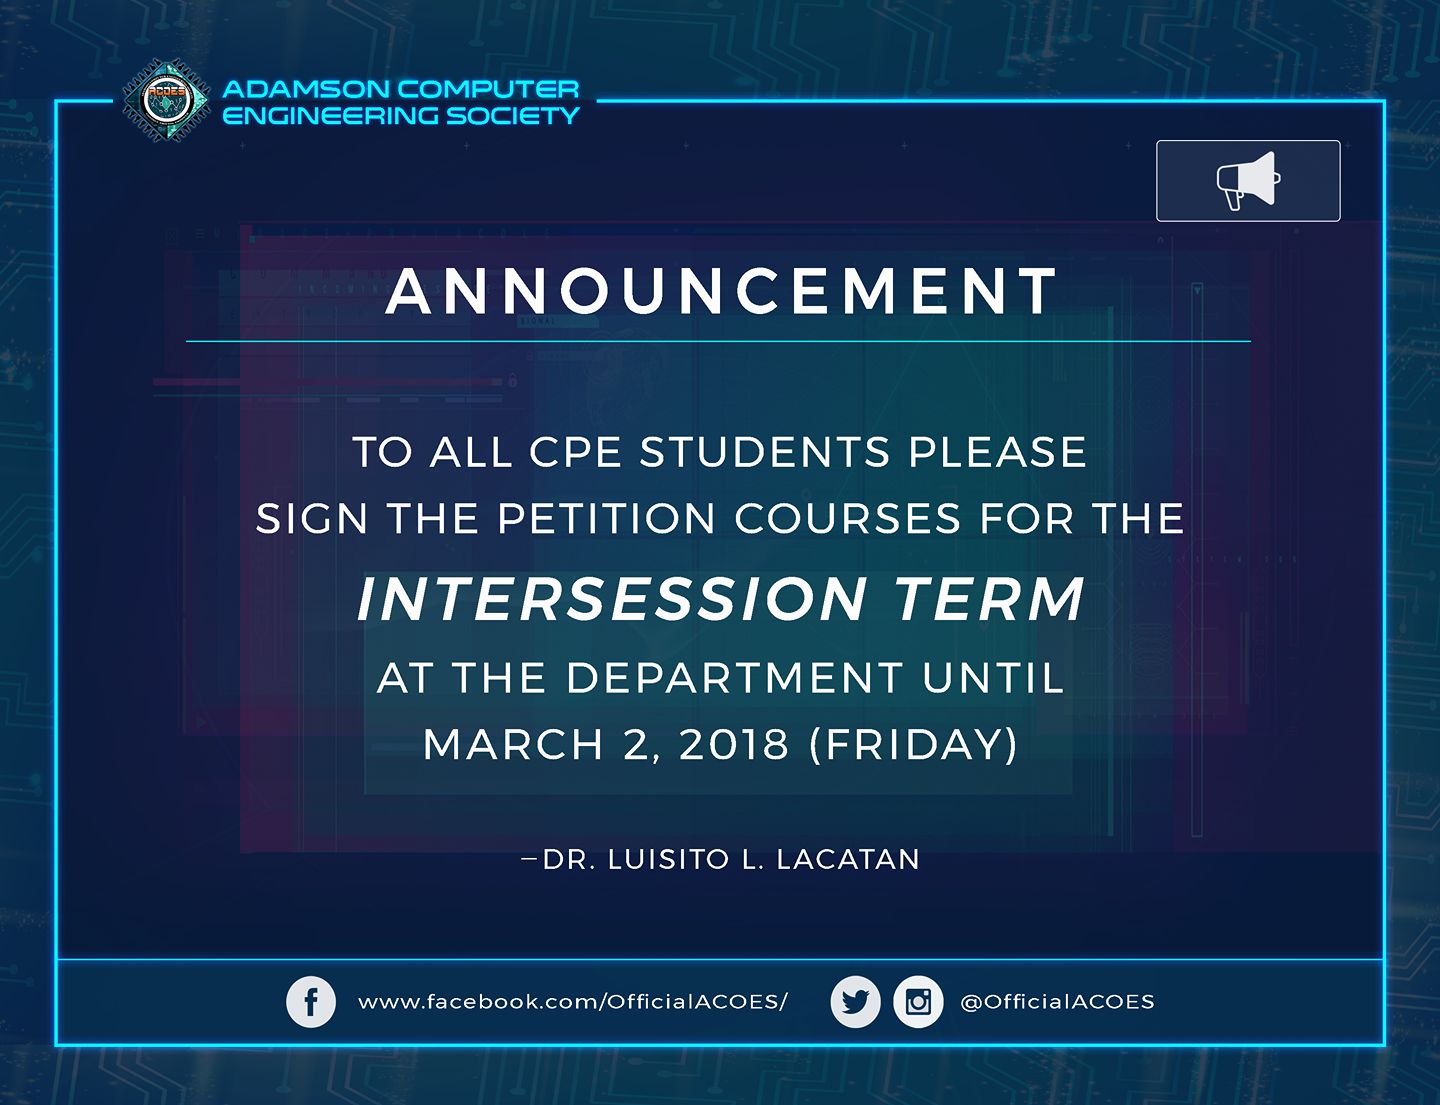 ACOES
ADAMSON COMPUTER
ENGINEERING SOCIETY
ANNOUNCEMENT
TO ALL CPE STUDENTS PLEASE
SIGN THE PETITION COURSES FOR THE
INTERSESSION TERM
AT THE DEPARTMENT UNTIL
MARCH 2, 2018 (FRIDAY)
—DR. LUISITO L. LACATAN
www.facebook.com/OfficialACOES/
@OfficialACOES